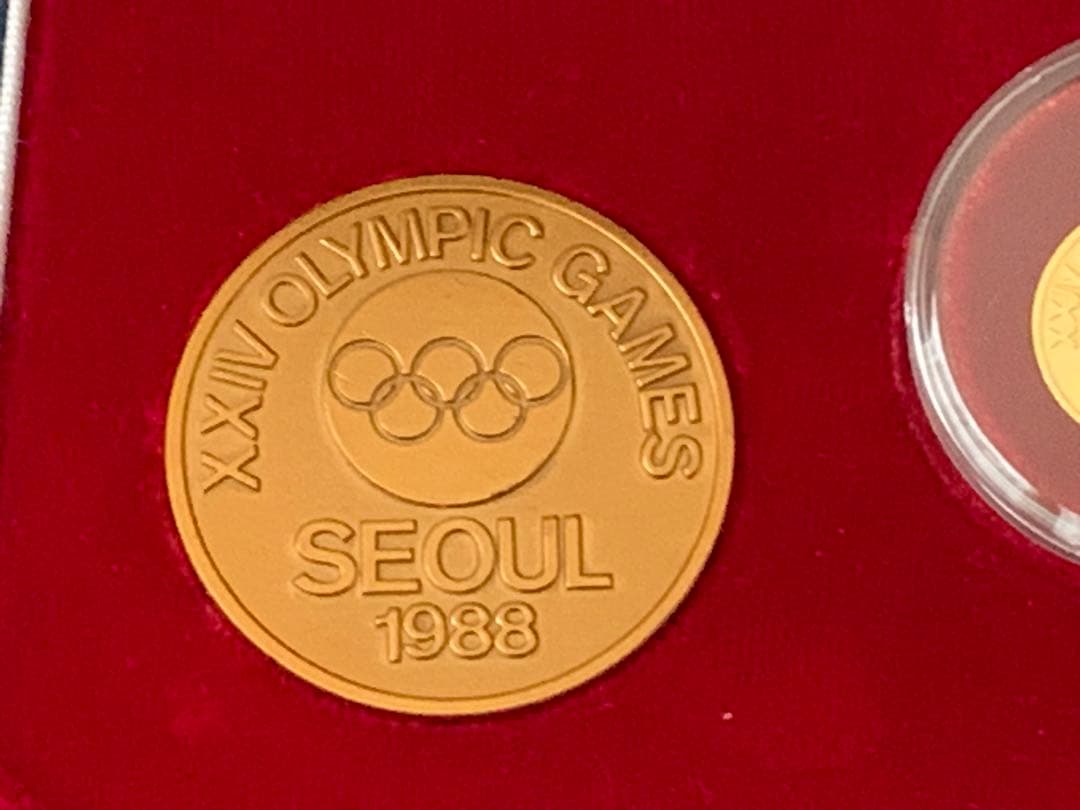 XXIV OLYMPIC GAMES
SEOUL
1988